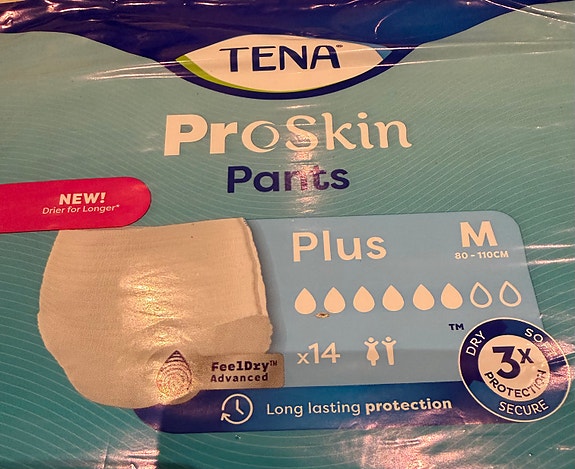 TENA®
ProSkin
Pants
NEW!
Drier for Longer*
Plus
M
80 - 110CM
x14
FeelDry™
Advanced
Long lasting protection
™
DRY SOFT
3X
PROTECTION
SECURE